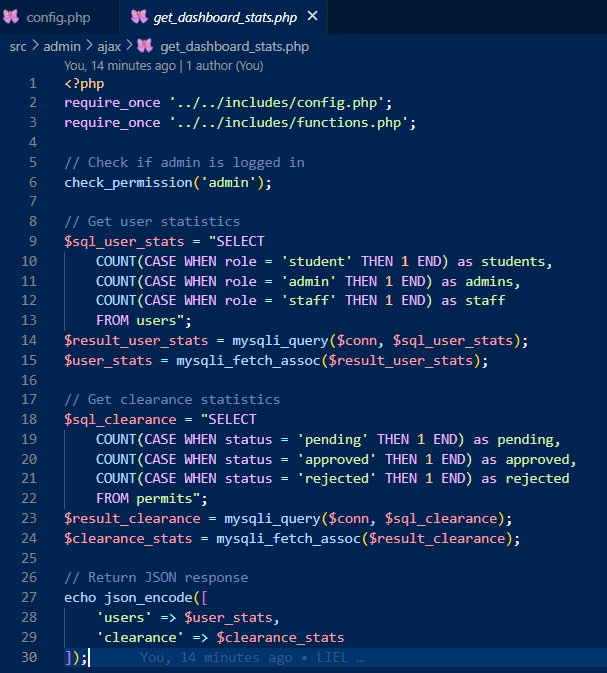 config.php
get_dashboard_stats.php ×
src > admin > ajax > get_dashboard_stats.php
You, 14 minutes ago | 1 author (You)
1 <?php
2 require_once '../../includes/config.php';
3 require_once '../../includes/functions.php';
4
5 // Check if admin is logged in
6 check_permission('admin');
7
8 // Get user statistics
9 $sql_user_stats = "SELECT
10     COUNT(CASE WHEN role = 'student' THEN 1 END) as students,
11     COUNT(CASE WHEN role = 'admin' THEN 1 END) as admins,
12     COUNT(CASE WHEN role = 'staff' THEN 1 END) as staff
13     FROM users";
14 $result_user_stats = mysqli_query($conn, $sql_user_stats);
15 $user_stats = mysqli_fetch_assoc($result_user_stats);
16
17 // Get clearance statistics
18 $sql_clearance = "SELECT
19     COUNT(CASE WHEN status = 'pending' THEN 1 END) as pending,
20     COUNT(CASE WHEN status = 'approved' THEN 1 END) as approved,
21     COUNT(CASE WHEN status = 'rejected' THEN 1 END) as rejected
22     FROM permits";
23 $result_clearance = mysqli_query($conn, $sql_clearance);
24 $clearance_stats = mysqli_fetch_assoc($result_clearance);
25
26 // Return JSON response
27 echo json_encode([
28     'users' => $user_stats,
29     'clearance' => $clearance_stats
30 ]); You, 14 minutes ago • LIEL …